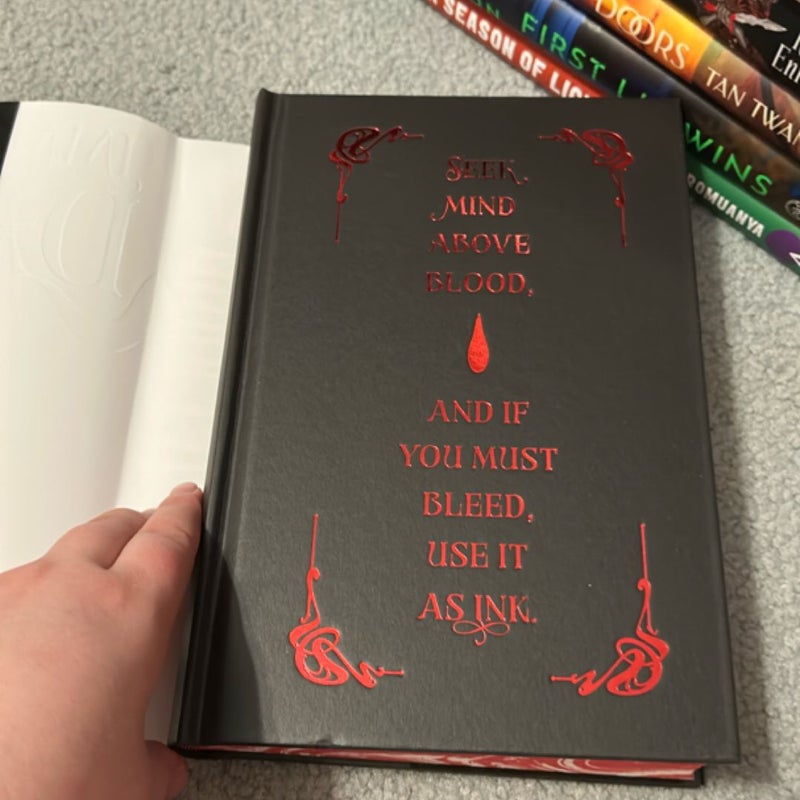 SEEK
MIND
ABOVE
BLOOD,
AND IF
YOU MUST
BLEED,
USE IT
AS INK.
SEASON OF
FIRST
WINS
DOORS
TAN TWAN
ROMUANYA